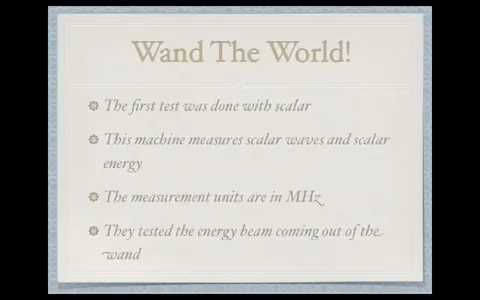 Wand The World!
The first test was done with scalar
This machine measures scalar waves and scalar
energy
The measurement units are in MHz
They tested the energy beam coming out of the
wand